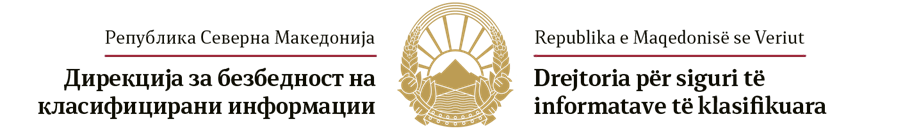 Република Северна Македонија
Дирекција за безбедност на
класифицирани информации
Republika e Maqedonisë se Veriut
Drejtoria për siguri të
informatave të klasifikuara